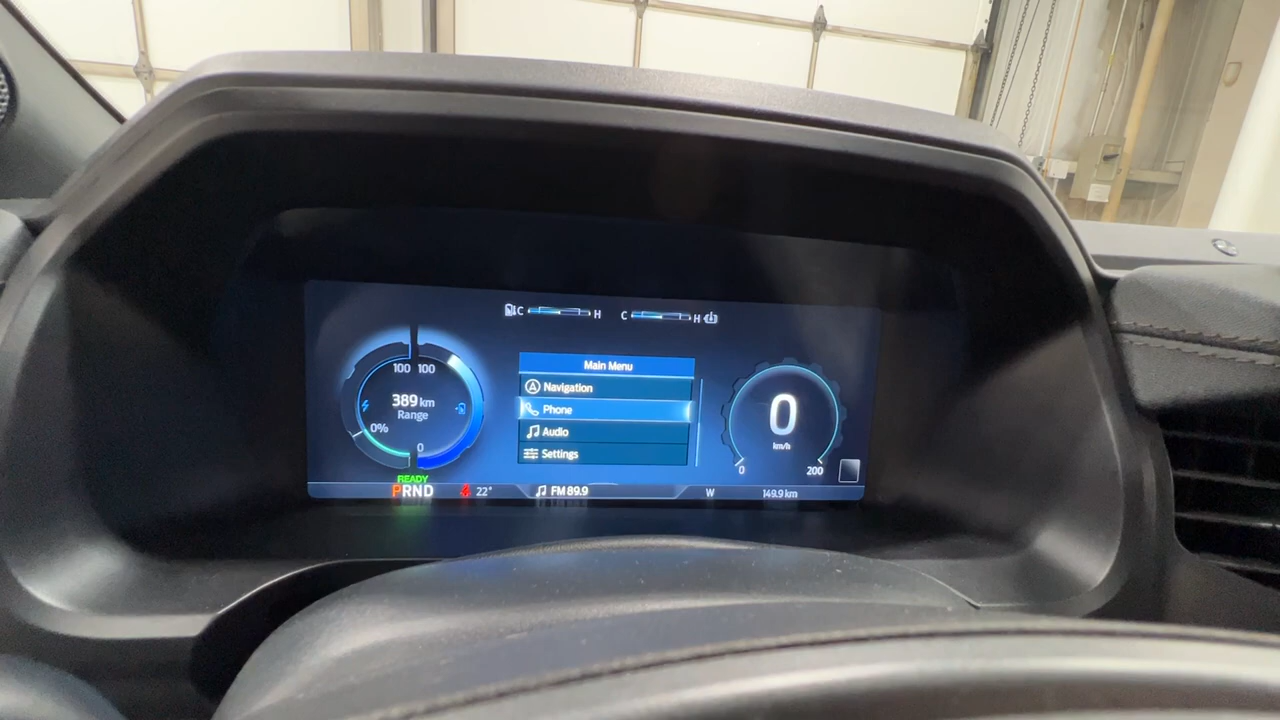 C H C H
100 100
389 km
Range
0%
0
Main Menu
Navigation
Phone
Audio
Settings
0
km/h
0 200
READY
PRND 22° FM 89.9 W 149.9 km